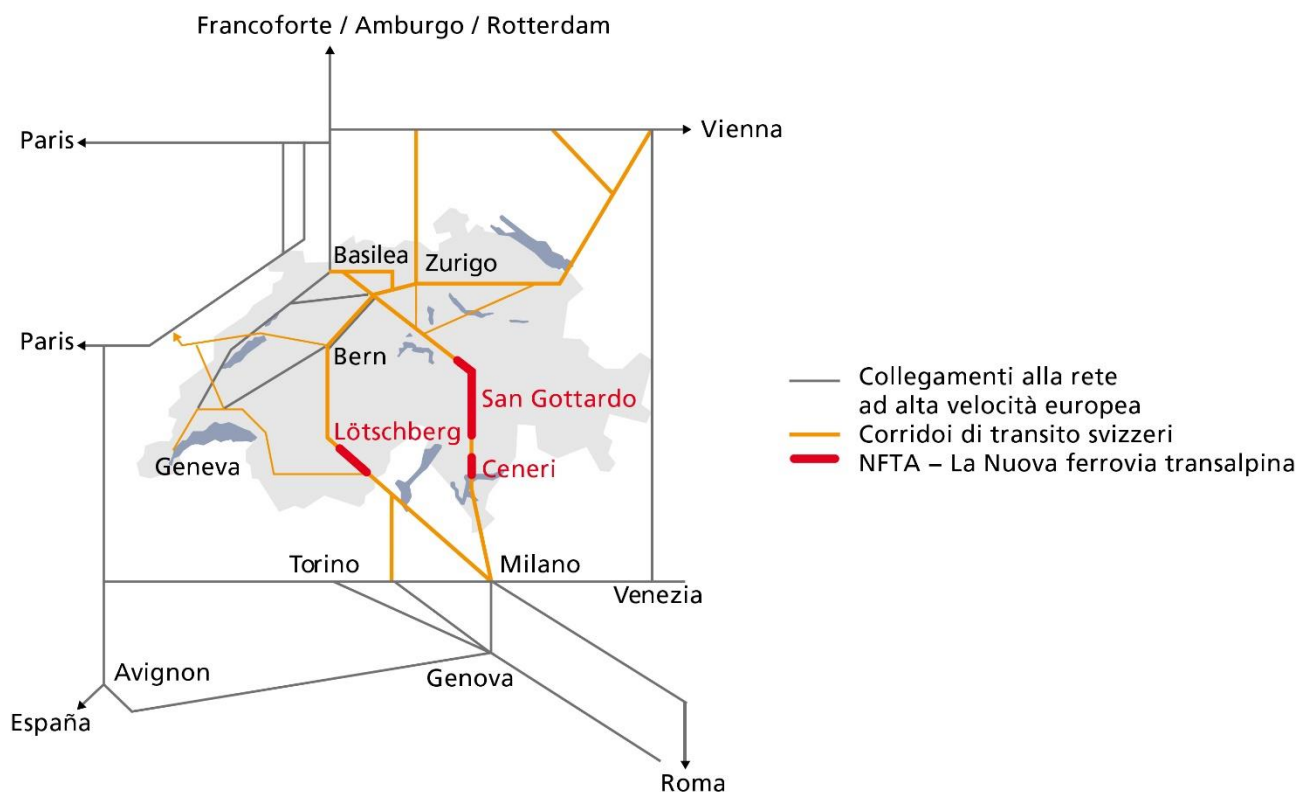 Francoforte / Amburgo / Rotterdam
Paris
Vienna
Basilea
Zurigo
Paris
Bern
San Gottardo
Lötschberg
Geneva
Ceneri
Collegamenti alla rete
ad alta velocità europea
Corridoi di transito svizzeri
NFTA – La Nuova ferrovia transalpina
Torino
Milano
Venezia
Avignon
Genova
España
Roma